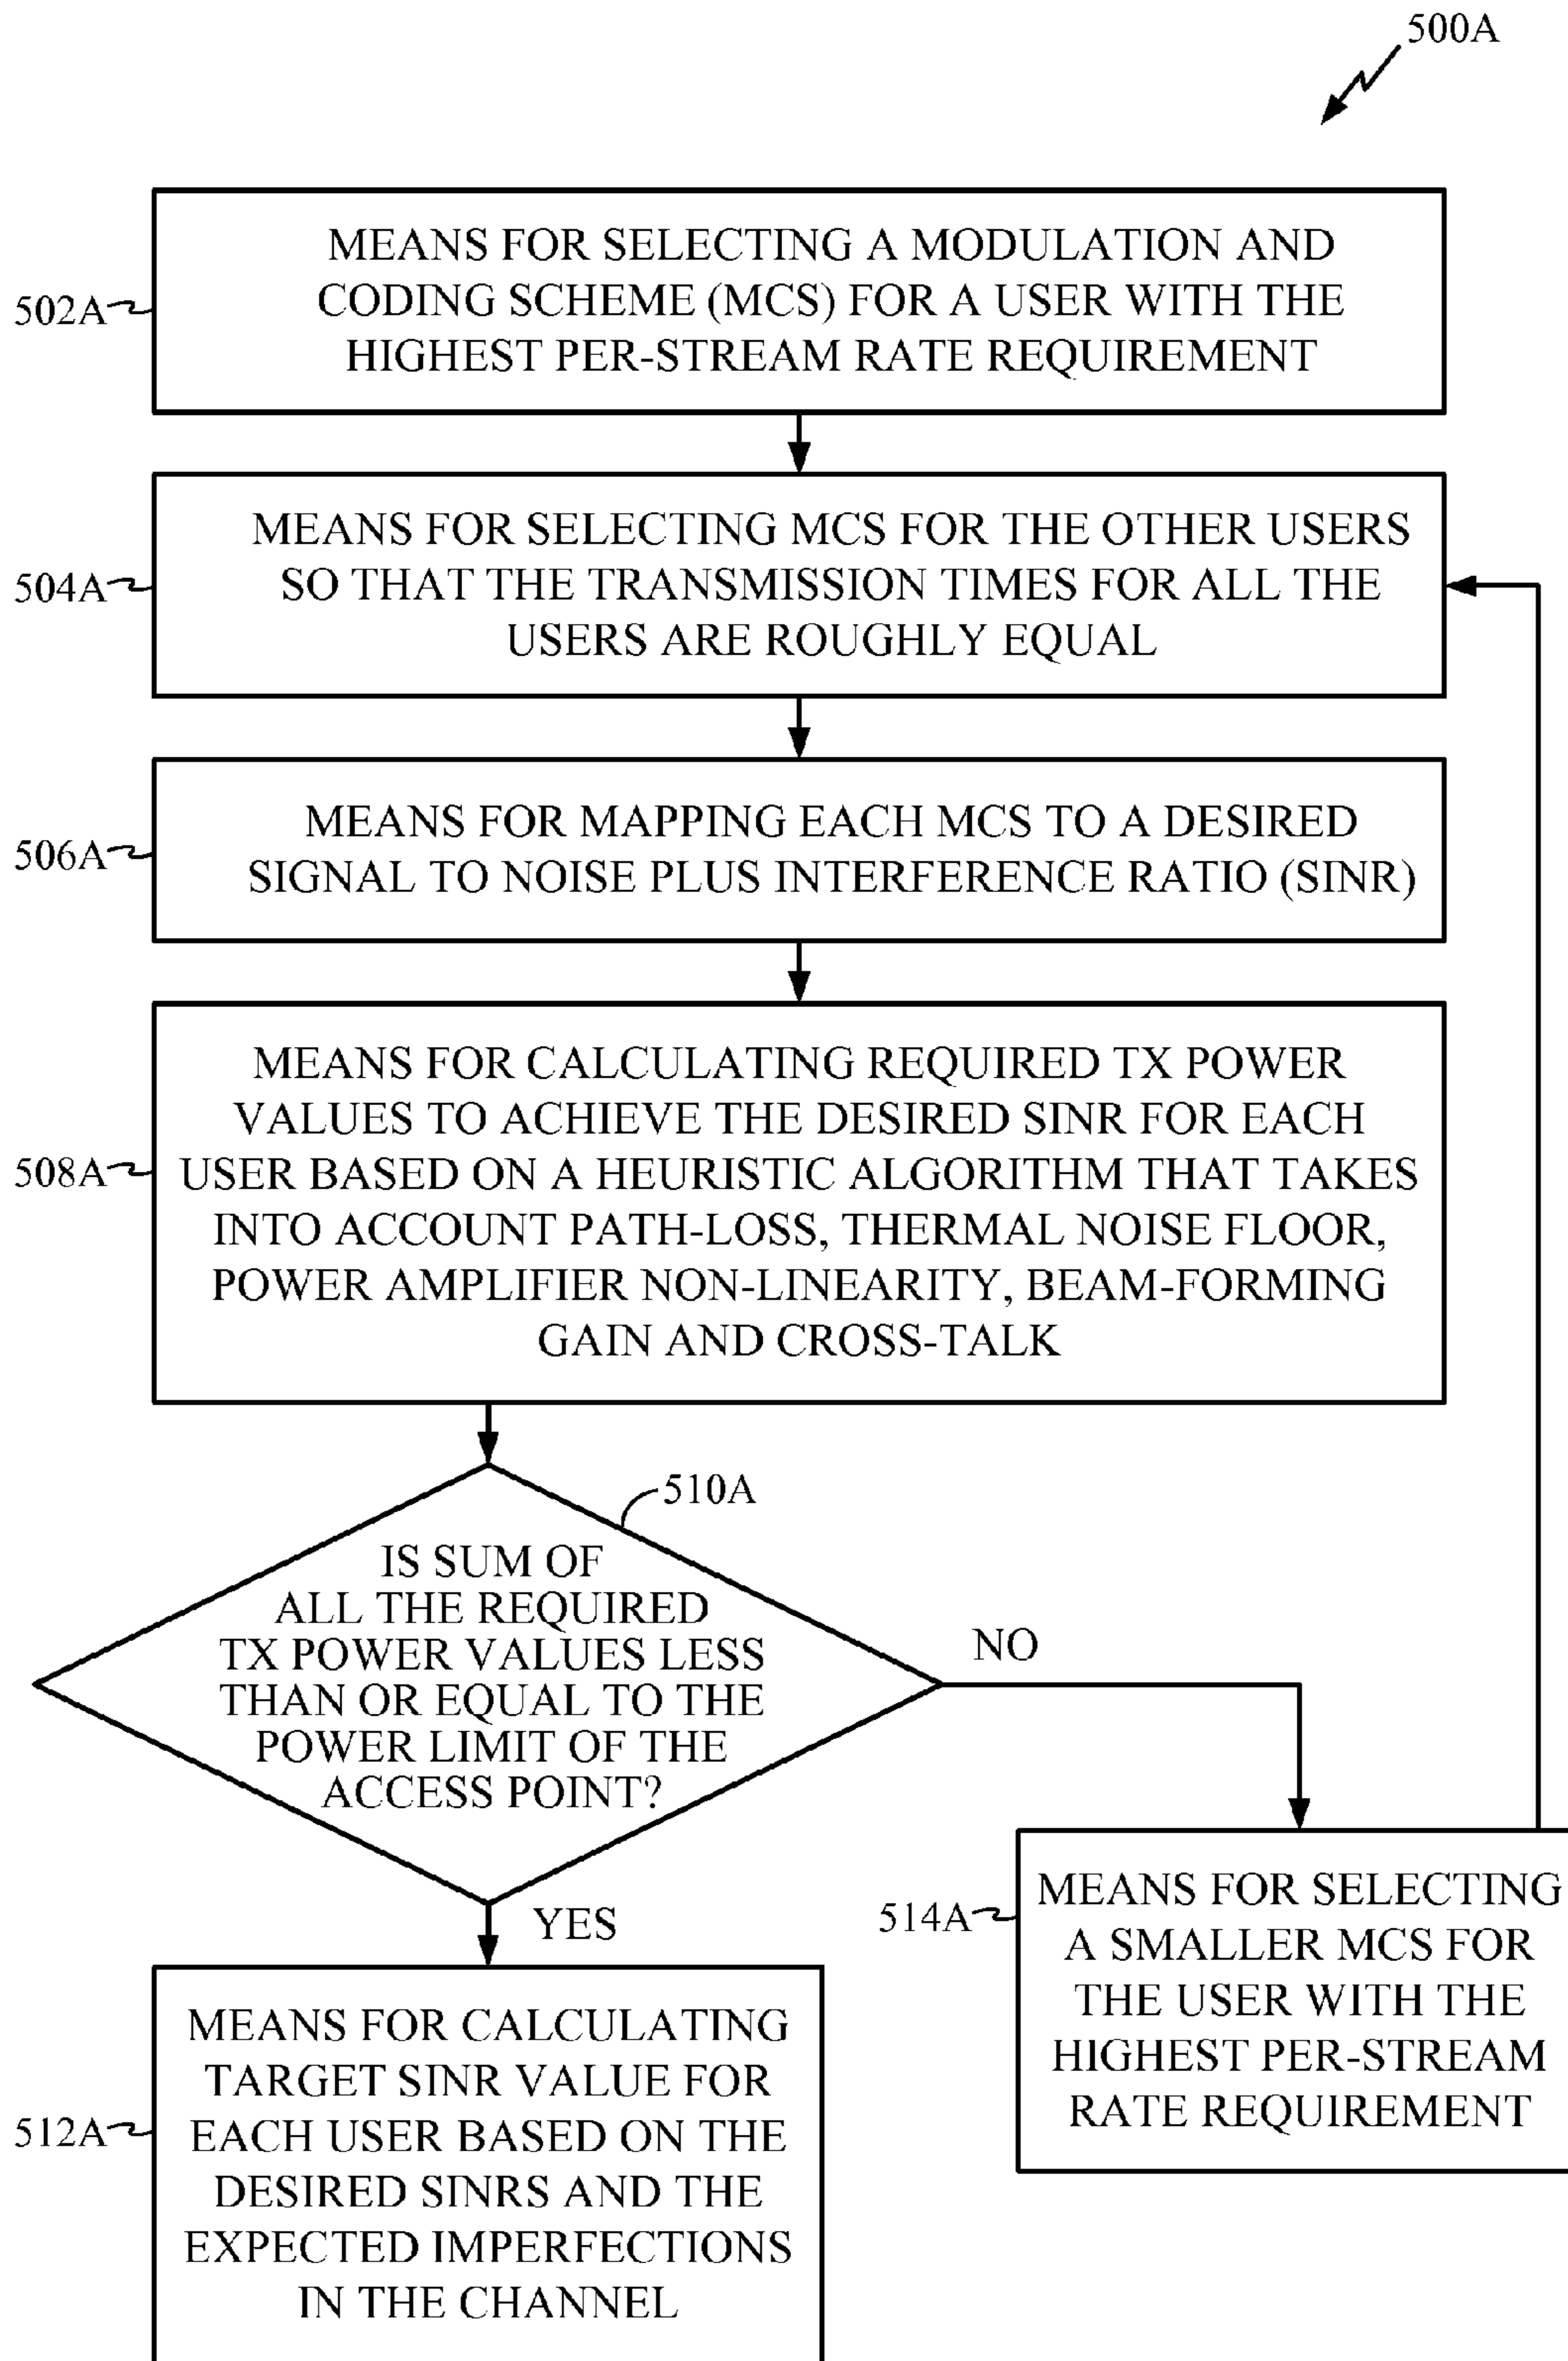 500A
MEANS FOR SELECTING A MODULATION AND
CODING SCHEME (MCS) FOR A USER WITH THE
HIGHEST PER-STREAM RATE REQUIREMENT
502A
MEANS FOR SELECTING MCS FOR THE OTHER USERS
SO THAT THE TRANSMISSION TIMES FOR ALL THE
USERS ARE ROUGHLY EQUAL
504A
MEANS FOR MAPPING EACH MCS TO A DESIRED
SIGNAL TO NOISE PLUS INTERFERENCE RATIO (SINR)
506A
MEANS FOR CALCULATING REQUIRED TX POWER
VALUES TO ACHIEVE THE DESIRED SINR FOR EACH
USER BASED ON A HEURISTIC ALGORITHM THAT TAKES
INTO ACCOUNT PATH-LOSS, THERMAL NOISE FLOOR,
POWER AMPLIFIER NON-LINEARITY, BEAM-FORMING
GAIN AND CROSS-TALK
508A
510A
IS SUM OF
ALL THE REQUIRED
TX POWER VALUES LESS
THAN OR EQUAL TO THE
POWER LIMIT OF THE
ACCESS POINT?
NO
YES
514A
MEANS FOR SELECTING
A SMALLER MCS FOR
THE USER WITH THE
HIGHEST PER-STREAM
RATE REQUIREMENT
512A
MEANS FOR CALCULATING
TARGET SINR VALUE FOR
EACH USER BASED ON THE
DESIRED SINRS AND THE
EXPECTED IMPERFECTIONS
IN THE CHANNEL